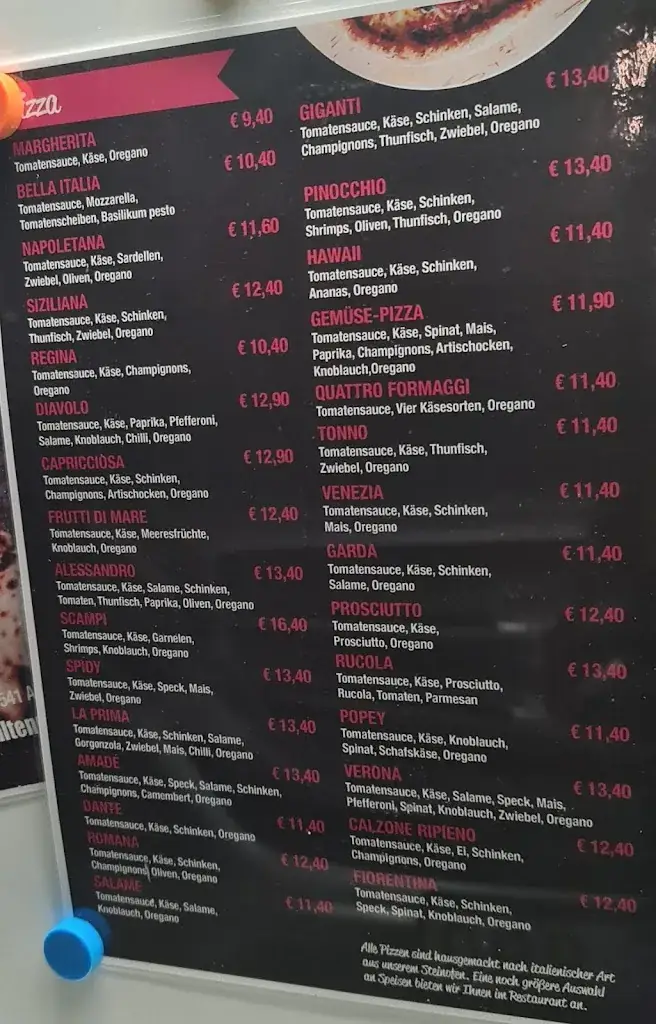 izza
MARGHERITA € 9,40
Tomatensauce, Käse, Oregano
BELLA ITALIA € 10,40
Tomatensauce, Mozzarella,
Tomatenscheiben, Basilikum pesto
NAPOLETANA € 11,60
Tomatensauce, Käse, Sardellen,
Zwiebel, Oliven, Oregano
SIZILIANA € 12,40
Tomatensauce, Käse, Schinken,
Thunfisch, Zwiebel, Oregano
REGINA € 10,40
Tomatensauce, Käse, Champignons,
Oregano
DIAVOLO € 12,90
Tomatensauce, Käse, Paprika, Pfefferoni,
Salame, Knoblauch, Chilli, Oregano
CAPRICCIÒSA € 12,90
Tomatensauce, Käse, Schinken,
Champignons, Artischocken, Oregano
FRUTTI DI MARE € 12,40
Tomatensauce, Käse, Meeresfrüchte,
Knoblauch, Oregano
ALESSANDRO € 13,40
Tomatensauce, Käse, Salame, Schinken,
Tomaten, Thunfisch, Paprika, Oliven, Oregano
SCAMPI € 16,40
Tomatensauce, Käse, Garnelen,
Shrimps, Knoblauch, Oregano
SPIDY € 13,40
Tomatensauce, Käse, Speck, Mais,
Zwiebel, Oregano
LA PRIMA € 13,40
Tomatensauce, Käse, Schinken, Salame,
Gorgonzola, Zwiebel, Mais, Chilli, Oregano
AMADE € 13,40
Tomatensauce, Käse, Speck, Salame, Schinken,
Champignons, Camembert, Oregano
DANTE € 11,40
Tomatensauce, Käse, Schinken, Oregano
ROMANA € 12,40
Tomatensauce, Käse, Schinken,
Champignons, Oliven, Oregano
SALAME € 11,40
Tomatensauce, Käse, Salame,
Knoblauch, Oregano
GIGANTI € 13,40
Tomatensauce, Käse, Schinken, Salame,
Champignons, Thunfisch, Zwiebel, Oregano
PINOCCHIO € 13,40
Tomatensauce, Käse, Schinken,
Shrimps, Oliven, Thunfisch, Oregano
HAWAII € 11,40
Tomatensauce, Käse, Schinken,
Ananas, Oregano
GEMÜSE-PIZZA € 11,90
Tomatensauce, Käse, Spinat, Mais,
Paprika, Champignons, Artischocken,
Knoblauch,Oregano
QUATTRO FORMAGGI € 11,40
Tomatensauce, Vier Käsesorten, Oregano
TONNO € 11,40
Tomatensauce, Käse, Thunfisch,
Zwiebel, Oregano
VENEZIA € 11,40
Tomatensauce, Käse, Schinken,
Mais, Oregano
GARDA € 11,40
Tomatensauce, Käse, Schinken,
Salame, Oregano
PROSCIUTTO € 12,40
Tomatensauce, Käse,
Prosciutto, Oregano
RUCOLA € 13,40
Tomatensauce, Käse, Prosciutto,
Rucola, Tomaten, Parmesan
POPEY € 11,40
Tomatensauce, Käse, Knoblauch,
Spinat, Schafskäse, Oregano
VERONA € 13,40
Tomatensauce, Käse, Salame, Speck, Mais,
Pfefferoni, Spinat, Knoblauch, Zwiebel, Oregano
CALZONE RIPIENO € 12,40
Tomatensauce, Käse, Ei, Schinken,
Champignons, Oregano
FIORENTINA € 12,40
Tomatensauce, Käse, Schinken,
Speck, Spinat, Knoblauch, Oregano
Alle Pizzen sind hausgemacht nach italienischer Art
aus unserem Steinofen. Eine noch größere Auswahl
an Speisen bieten wir Ihnen im Restaurant an.